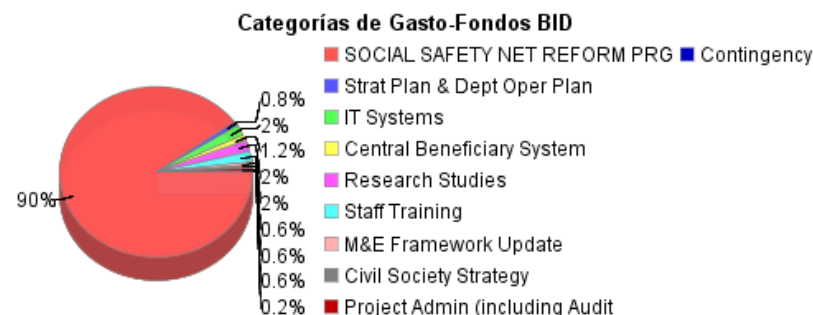 Categorías de Gasto-Fondos BID
SOCIAL SAFETY NET REFORM PRG Contingency
Strat Plan & Dept Oper Plan
IT Systems
Central Beneficiary System
Research Studies
Staff Training
M&E Framework Update
Civil Society Strategy
Project Admin (including Audit
90%
0.8%
2%
1.2%
2%
2%
0.6%
0.6%
0.6%
0.2%